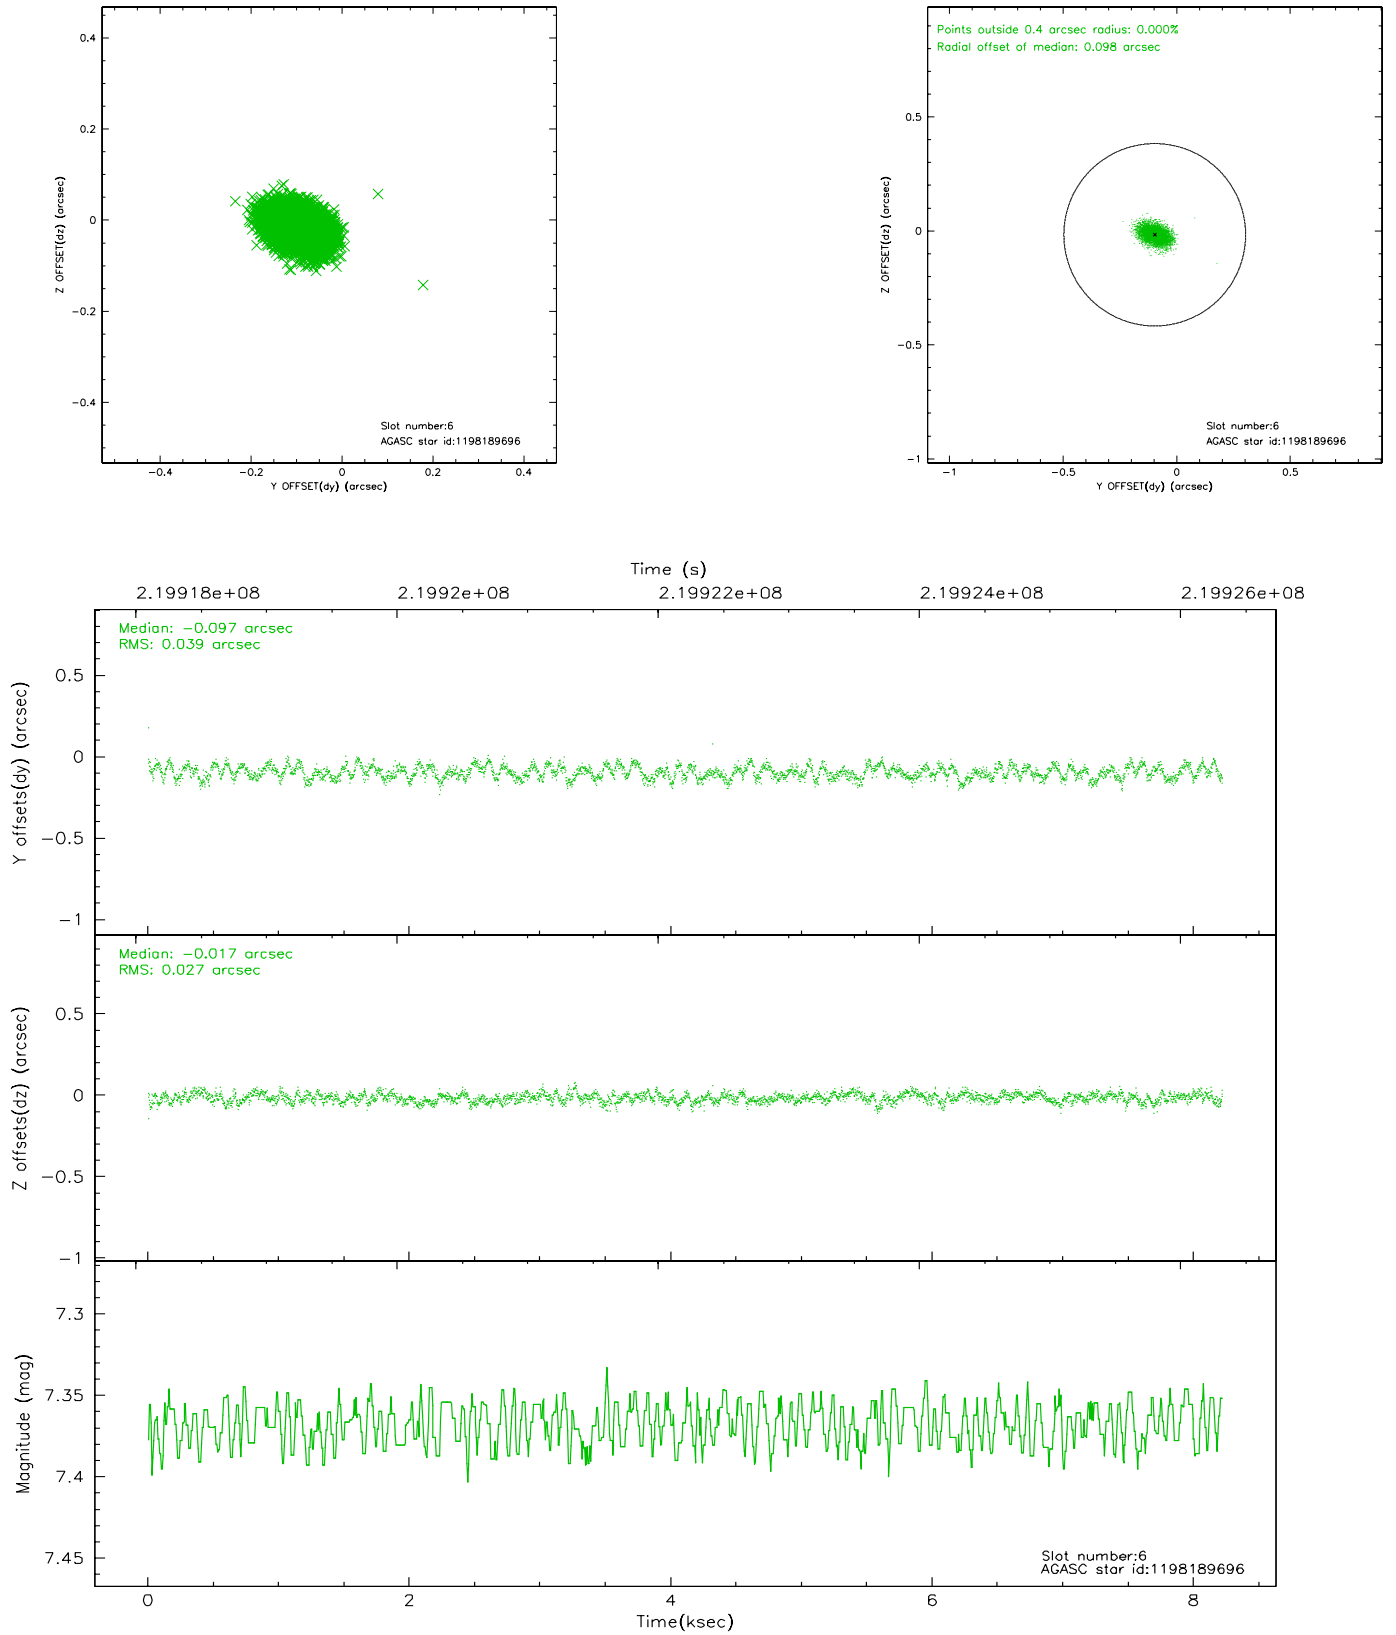 0.4
0.2
0
−0.2
−0.4
Z OFFSET(dz) (arcsec)
Slot number:6
AGASC star id:1198189696
−0.4 −0.2 0 0.2 0.4
Y OFFSET(dy) (arcsec)
Points outside 0.4 arcsec radius: 0.000%
Radial offset of median: 0.098 arcsec
0.5
0
−0.5
−1
Z OFFSET(dz) (arcsec)
Slot number:6
AGASC star id:1198189696
−1 −0.5 0 0.5
Y OFFSET(dy) (arcsec)
Time (s)
2.19918e+08 2.1992e+08 2.19922e+08 2.19924e+08 2.19926e+08
Median: −0.097 arcsec
RMS: 0.039 arcsec
0.5
0
−0.5
−1
Y offsets(dy) (arcsec)
Median: −0.017 arcsec
RMS: 0.027 arcsec
0.5
0
−0.5
−1
Z offsets(dz) (arcsec)
7.3
7.35
7.4
7.45
Magnitude (mag)
Slot number:6
AGASC star id:1198189696
0 2 4 6 8
Time(ksec)